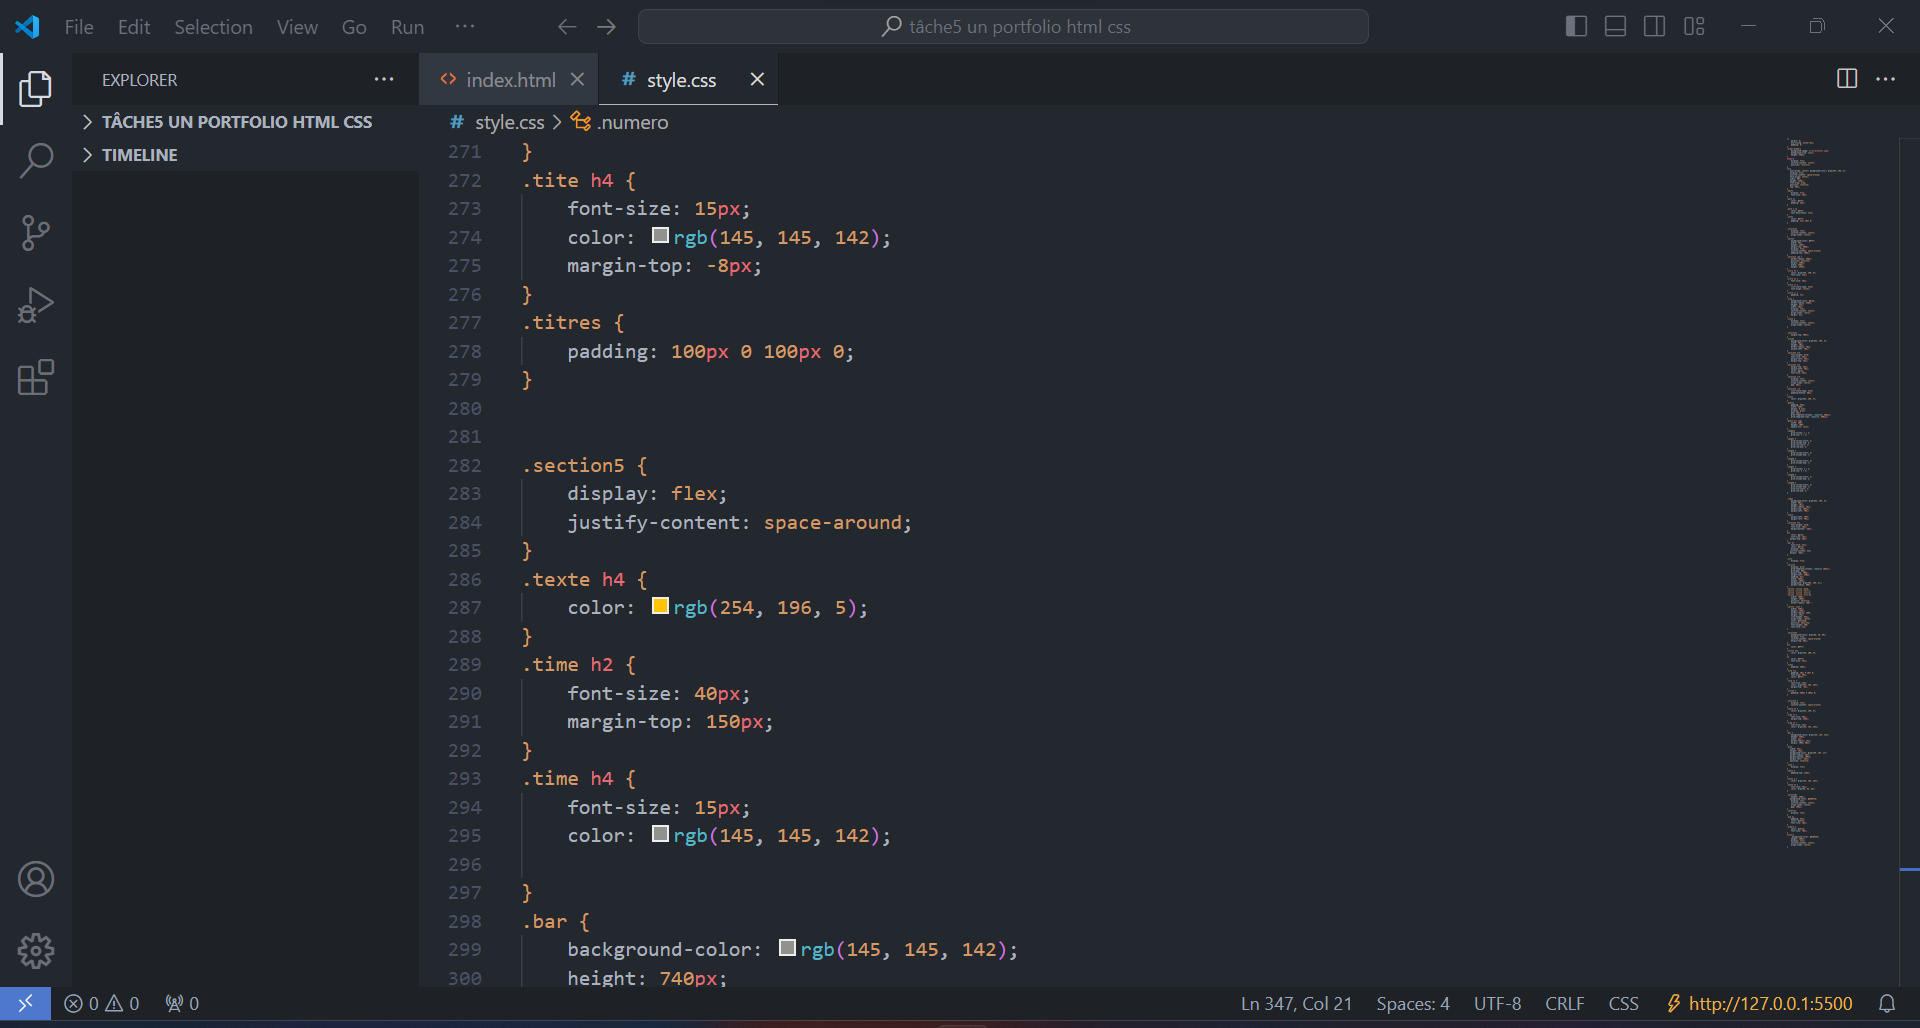 File Edit Selection View Go Run ···
tâche5 un portfolio html css
EXPLORER ···
TÂCHE5 UN PORTFOLIO HTML CSS
TIMELINE
<> index.html
# style.css
# style.css > .numero
271 }
272 .tite h4 {
273 font-size: 15px;
274 color: rgb(145, 145, 142);
275 margin-top: -8px;
276 }
277 .titres {
278 padding: 100px 0 100px 0;
279 }
280
281
282 .section5 {
283 display: flex;
284 justify-content: space-around;
285 }
286 .texte h4 {
287 color: rgb(254, 196, 5);
288 }
289 .time h2 {
290 font-size: 40px;
291 margin-top: 150px;
292 }
293 .time h4 {
294 font-size: 15px;
295 color: rgb(145, 145, 142);
296
297 }
298 .bar {
299 background-color: rgb(145, 145, 142);
300 height: 740px;
0 0 0
Ln 347, Col 21 Spaces: 4 UTF-8 CRLF CSS http://127.0.0.1:5500